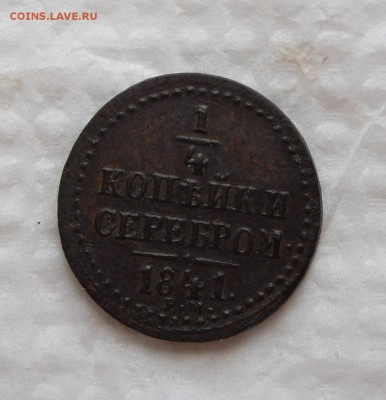 COINS.LAVE.RU
1
4
КОПѢЙКИ
СЕРЕБРОМ
1841